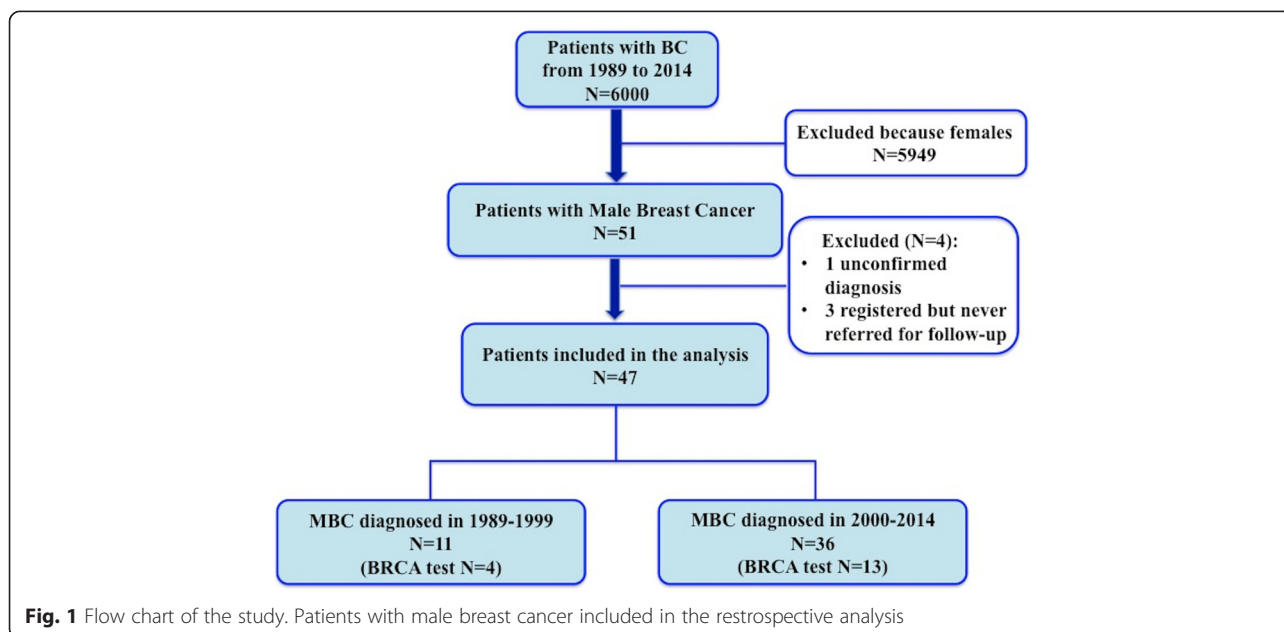 Patients with BC
from 1989 to 2014
N=6000
Excluded because females
N=5949
Patients with Male Breast Cancer
N=51
Excluded (N=4):
• 1 unconfirmed
diagnosis
• 3 registered but never
referred for follow-up
Patients included in the analysis
N=47
MBC diagnosed in 1989-1999
N=11
(BRCA test N=4)
MBC diagnosed in 2000-2014
N=36
(BRCA test N=13)
Fig. 1 Flow chart of the study. Patients with male breast cancer included in the restrospective analysis